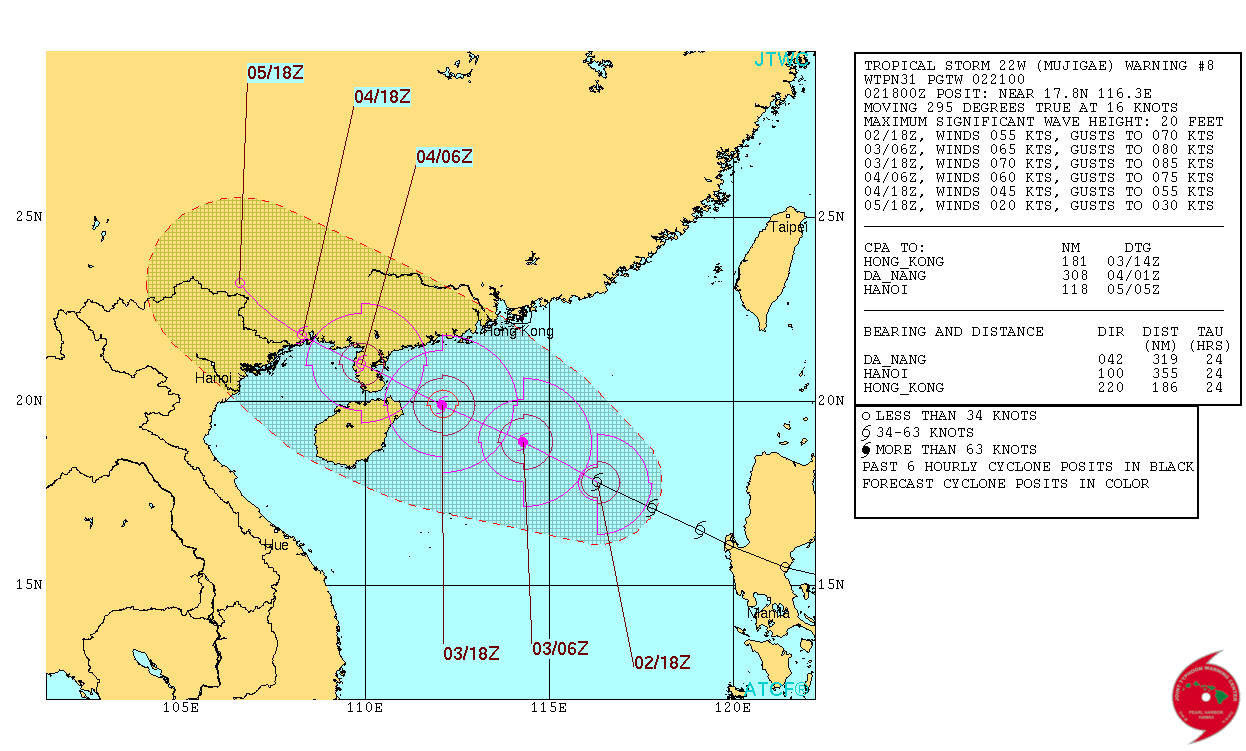 JTWC
05/18Z
04/18Z
04/06Z
25N
25N
Taipei
Hong Kong
Hanoi
20N
20N
Hue
15N
15N
Manila
03/18Z
03/06Z
02/18Z
ATCF®
105E
110E
115E
120E
TROPICAL STORM 22W (MUJIGAE) WARNING #8
WTPN31 PGTW 022100
021800Z POSIT: NEAR 17.8N 116.3E
MOVING 295 DEGREES TRUE AT 16 KNOTS
MAXIMUM SIGNIFICANT WAVE HEIGHT: 20 FEET
02/18Z, WINDS 055 KTS, GUSTS TO 070 KTS
03/06Z, WINDS 065 KTS, GUSTS TO 080 KTS
03/18Z, WINDS 070 KTS, GUSTS TO 085 KTS
04/06Z, WINDS 060 KTS, GUSTS TO 075 KTS
04/18Z, WINDS 045 KTS, GUSTS TO 055 KTS
05/18Z, WINDS 020 KTS, GUSTS TO 030 KTS
CPA TO: NM DTG
HONG_KONG 181 03/14Z
DA_NANG 308 04/01Z
HANOI 118 05/05Z
BEARING AND DISTANCE DIR DIST TAU
(NM) (HRS)
DA_NANG 042 319 24
HANOI 100 355 24
HONG_KONG 220 186 24
LESS THAN 34 KNOTS
34-63 KNOTS
MORE THAN 63 KNOTS
PAST 6 HOURLY CYCLONE POSITS IN BLACK
FORECAST CYCLONE POSITS IN COLOR
JOINT TYPHOON WARNING CENTER
PEARL HARBOR
HAWAII